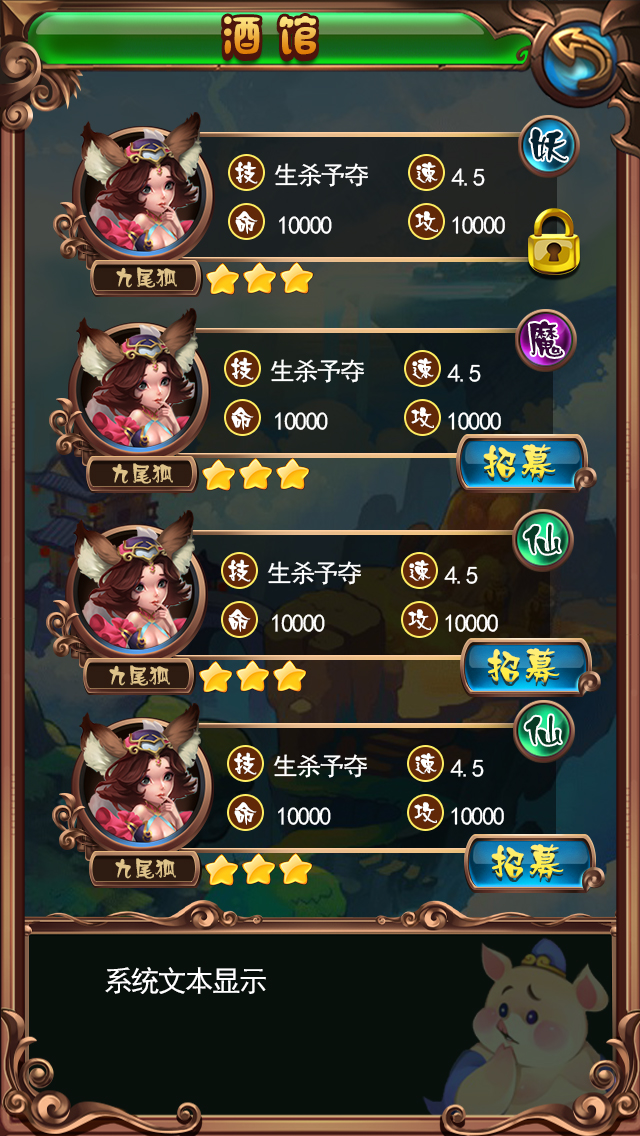 酒馆
妖
技 生杀予夺 速 4.5
命 10000 攻 10000
九尾狐
魔
技 生杀予夺 速 4.5
命 10000 攻 10000
九尾狐 招募
仙
技 生杀予夺 速 4.5
命 10000 攻 10000
九尾狐 招募
仙
技 生杀予夺 速 4.5
命 10000 攻 10000
九尾狐 招募
系统文本显示